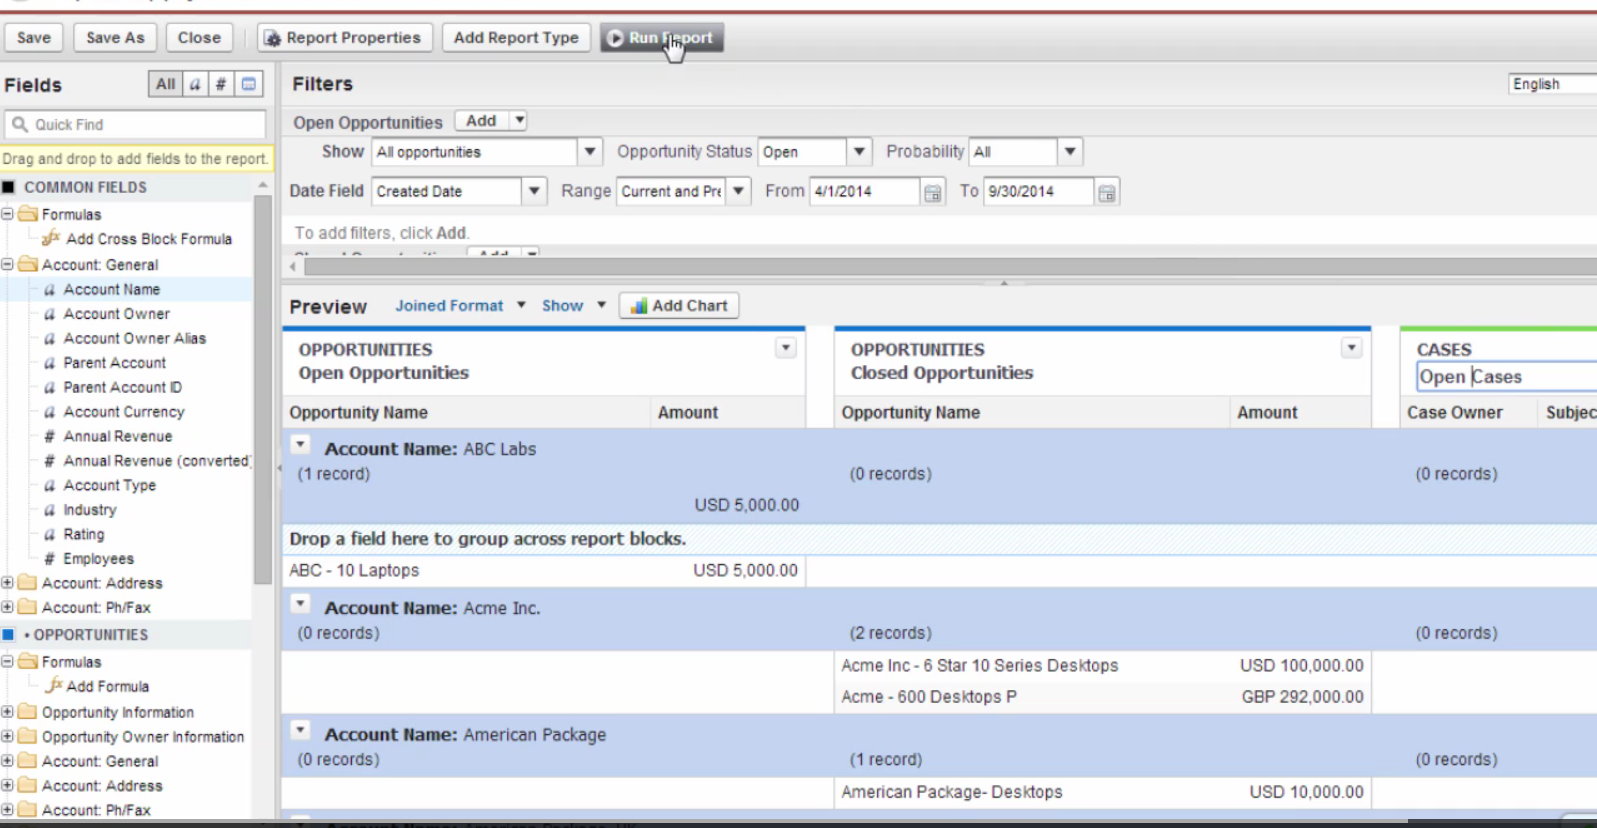 Save Save As Close Report Properties Add Report Type Run Report
Fields All a #
Quick Find
Drag and drop to add fields to the report.
COMMON FIELDS
Formulas
fx Add Cross Block Formula
Account: General
a Account Name
a Account Owner
a Account Owner Alias
a Parent Account
a Parent Account ID
a Account Currency
# Annual Revenue
# Annual Revenue (converted)
a Account Type
a Industry
a Rating
# Employees
Account: Address
Account: Ph/Fax
• OPPORTUNITIES
Formulas
fx Add Formula
Opportunity Information
Opportunity Owner Information
Account: General
Account: Address
Account: Ph/Fax
Filters English
Open Opportunities Add
Show All opportunities Opportunity Status Open Probability All
Date Field Created Date Range Current and Pre From 4/1/2014 To 9/30/2014
To add filters, click Add.
Preview Joined Format Show Add Chart
OPPORTUNITIES OPPORTUNITIES CASES
Open Opportunities Closed Opportunities Open Cases
Opportunity Name Amount Opportunity Name Amount Case Owner Subjec
Account Name: ABC Labs
(1 record) (0 records) (0 records)
USD 5,000.00
Drop a field here to group across report blocks.
ABC - 10 Laptops USD 5,000.00
Account Name: Acme Inc.
(0 records) (2 records) (0 records)
Acme Inc - 6 Star 10 Series Desktops USD 100,000.00
Acme - 600 Desktops P GBP 292,000.00
Account Name: American Package
(0 records) (1 record) (0 records)
American Package- Desktops USD 10,000.00